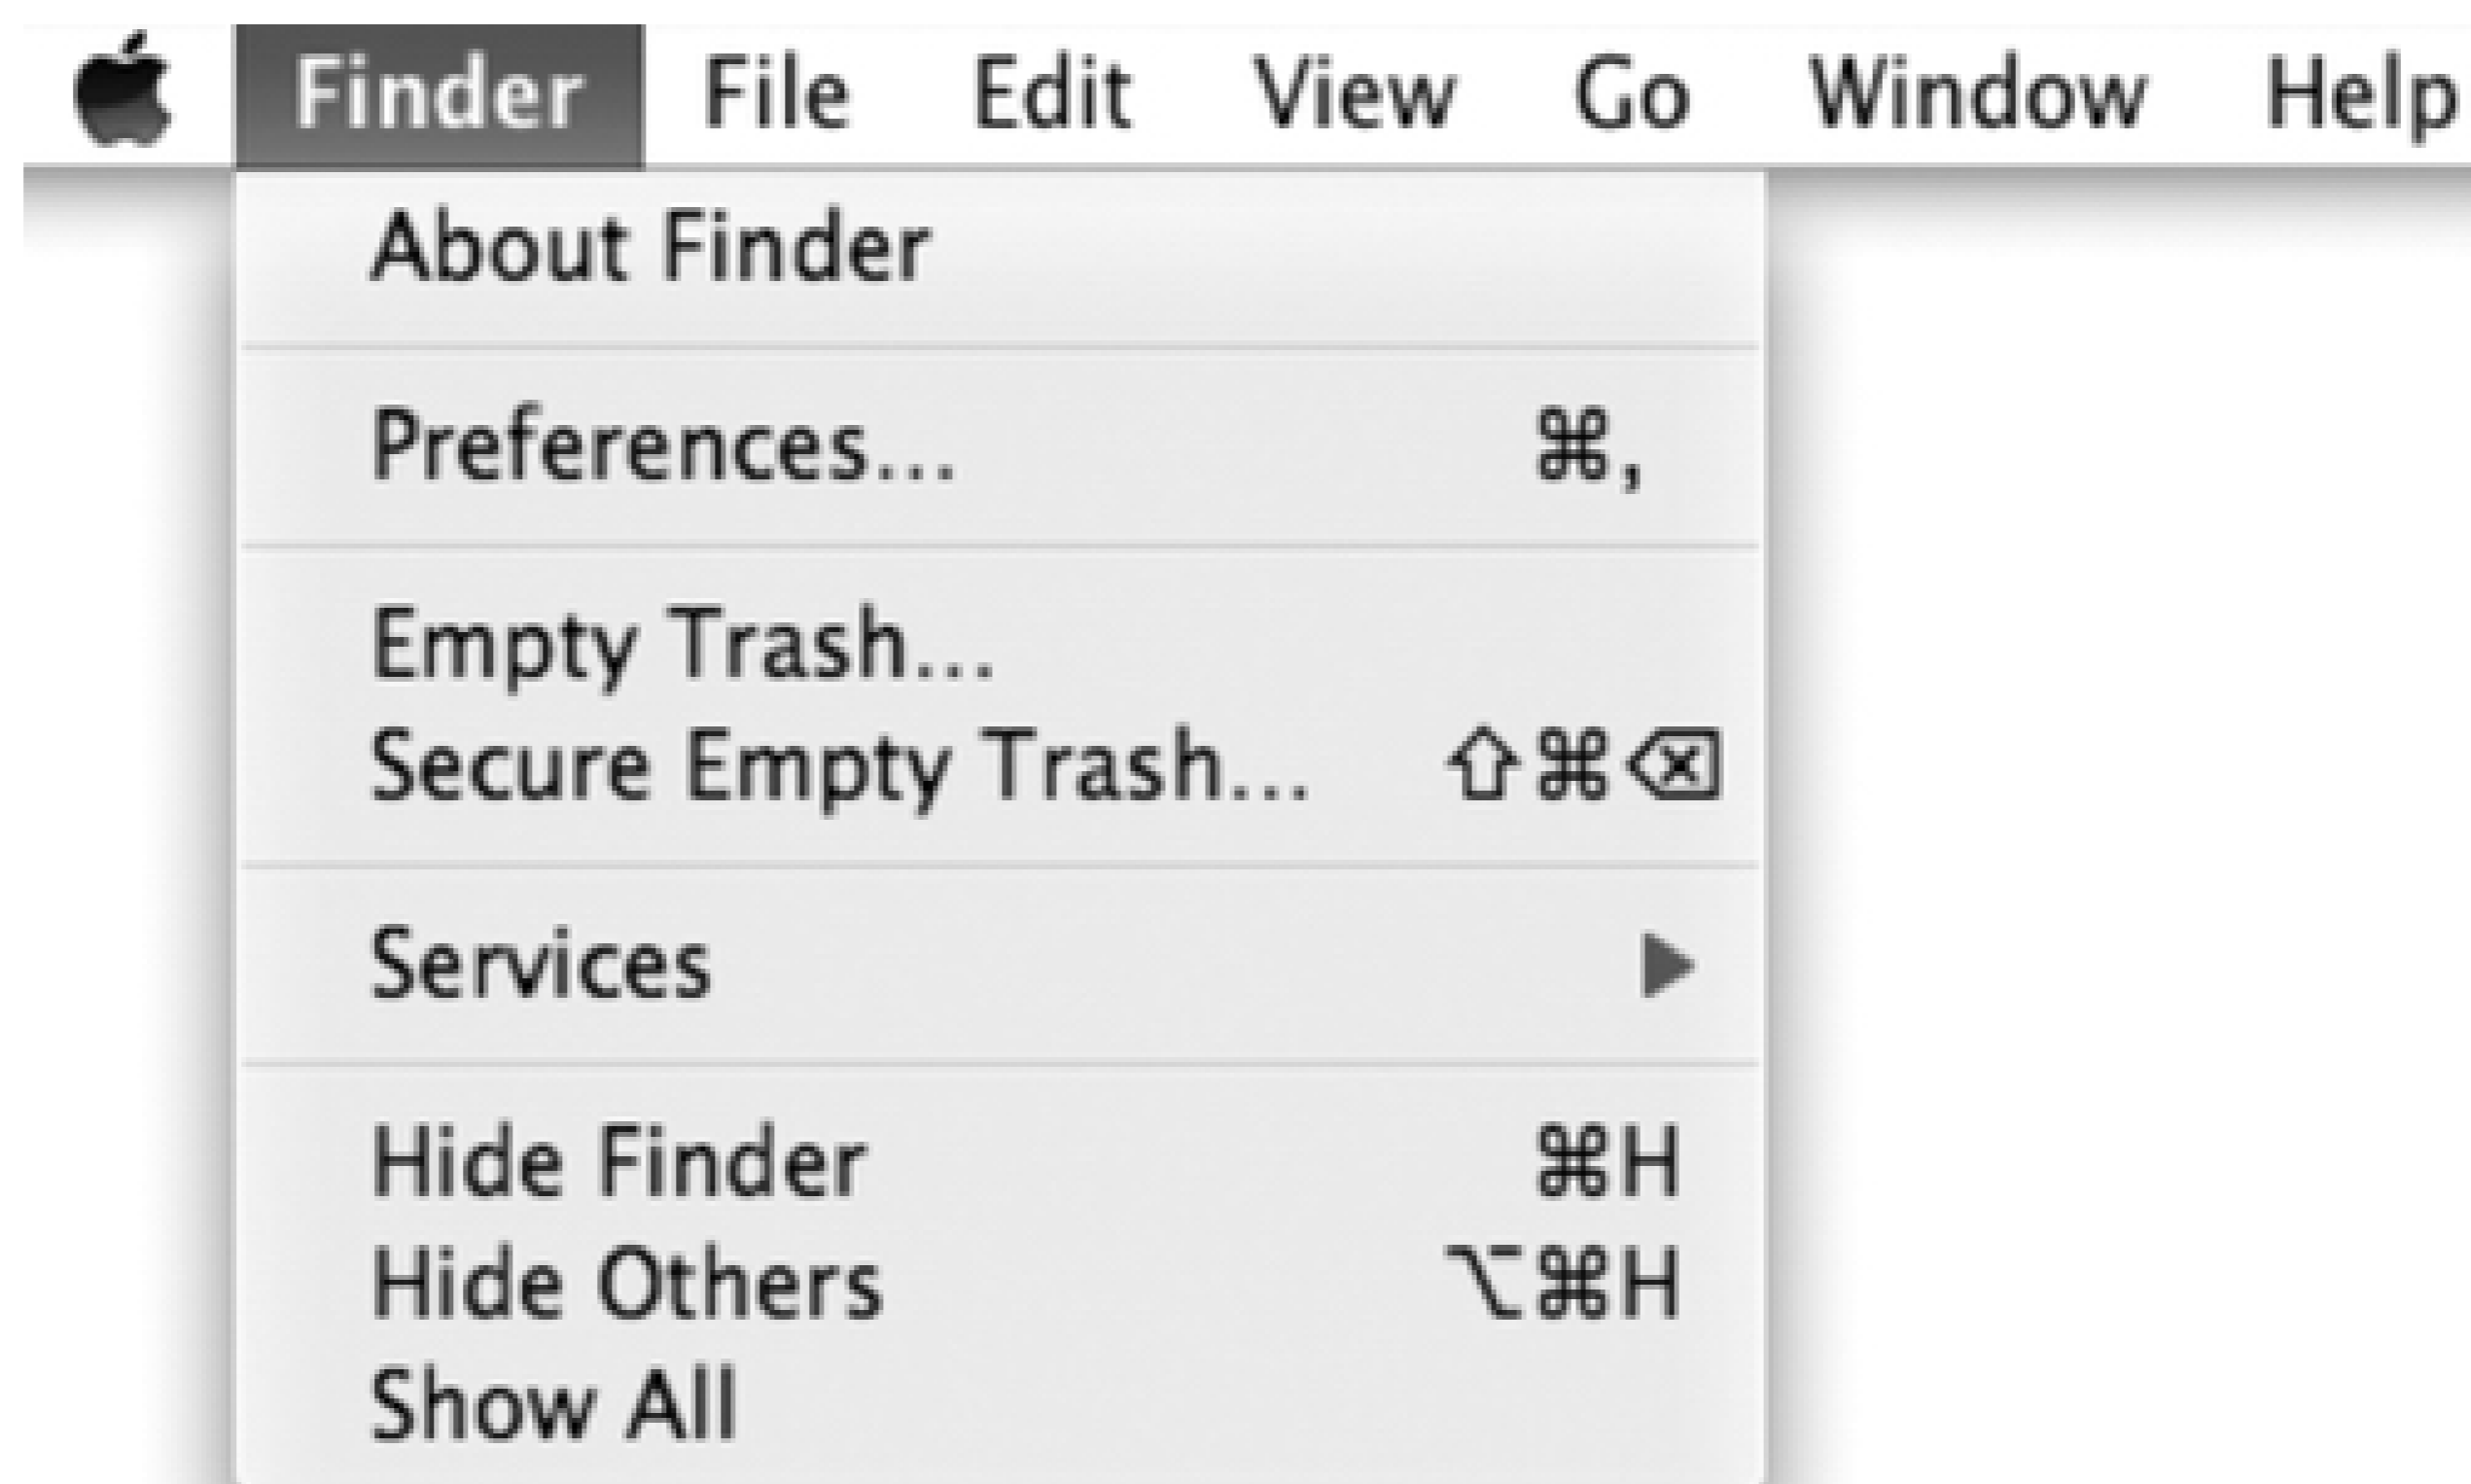 Finder File Edit View Go Window Help
About Finder
Preferences... ⌘,
Empty Trash...
Secure Empty Trash... ⇧⌘⌫
Services ▶
Hide Finder ⌘H
Hide Others ⌥⌘H
Show All